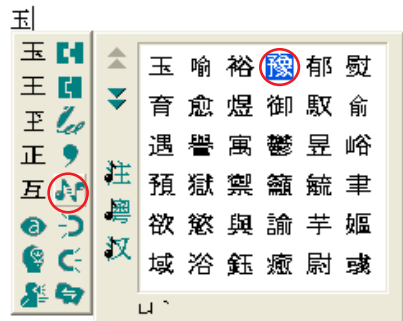 玉
玉
王
正
互
a
注
粵
汉
玉 喻 裕 豫 郁 熨
育 愈 煜 御 馭 俞
遇 譽 寓 鬱 昱 峪
預 獄 禦 籲 毓 聿
欲 慾 與 諭 芋 嫗
域 浴 鈺 癒 尉 彧
ㄩˋ